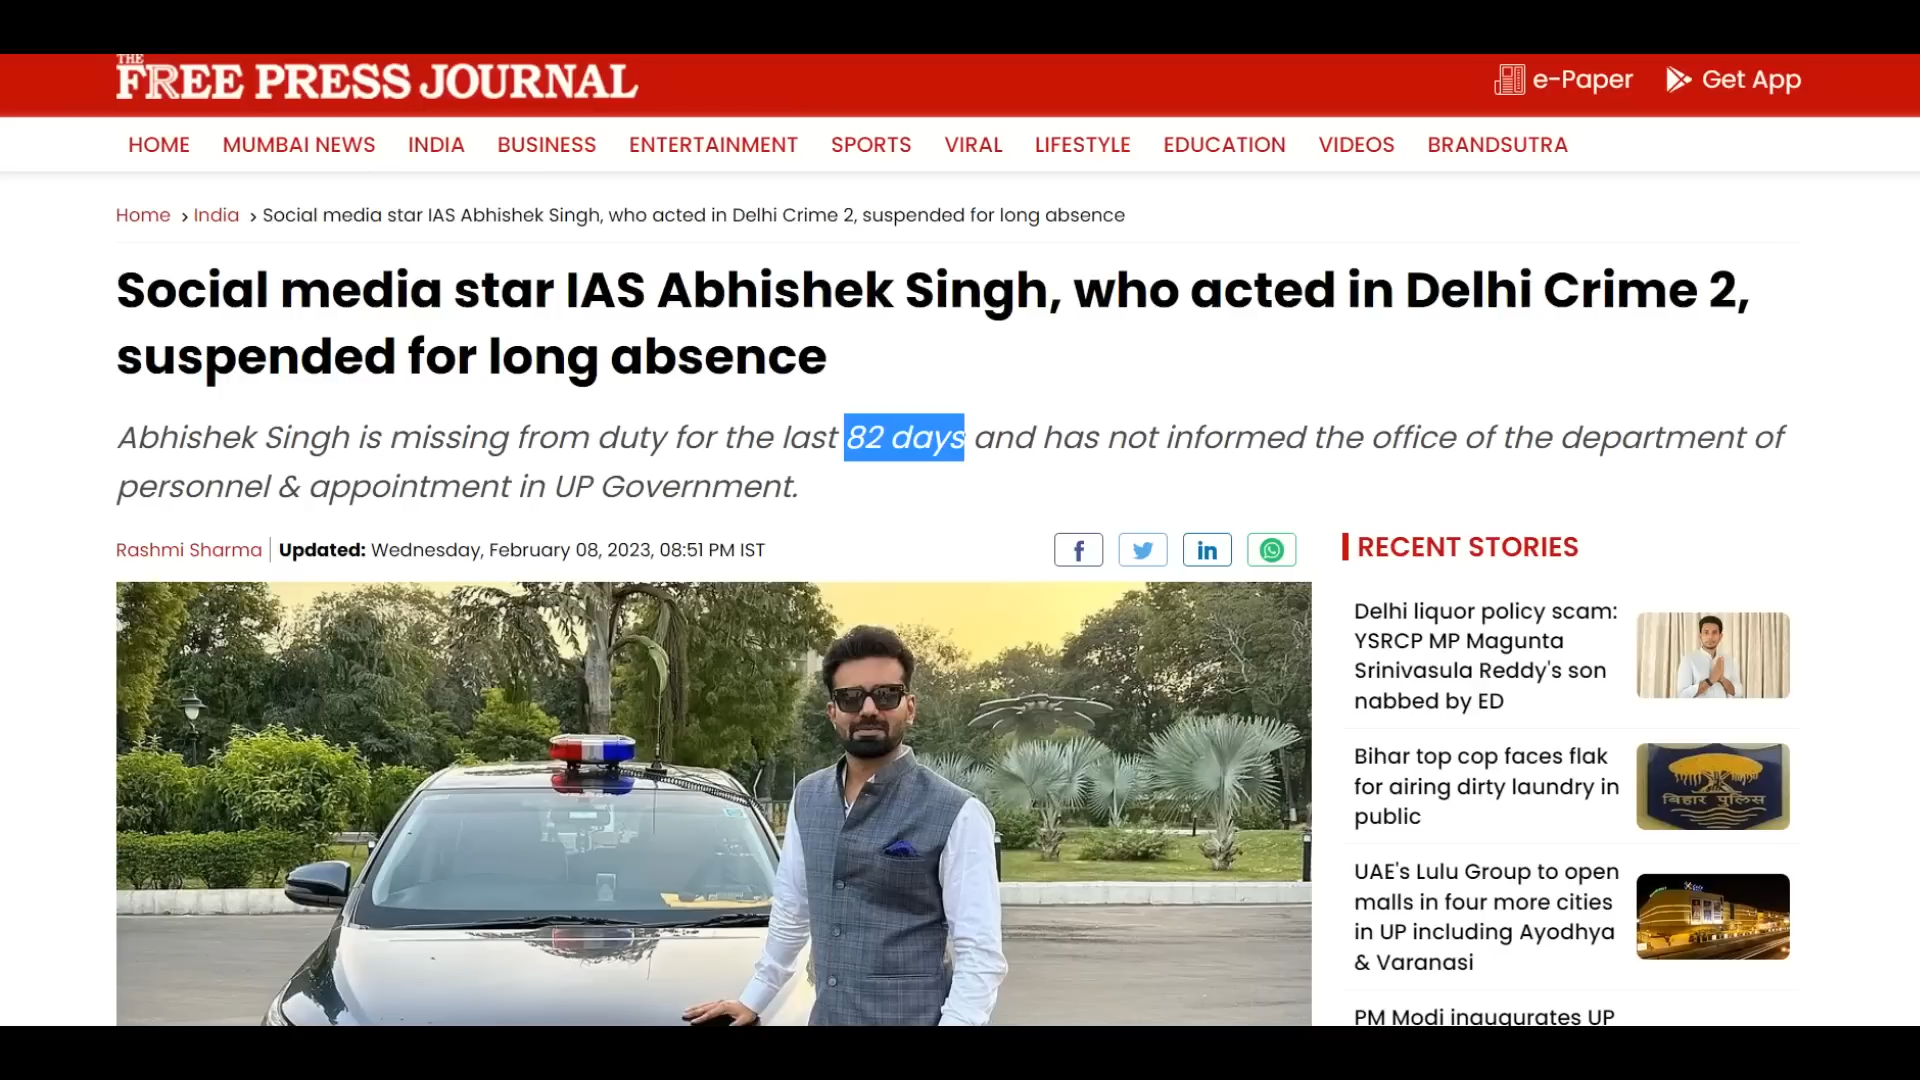 THE
FREE PRESS JOURNAL
e-Paper
Get App
HOME MUMBAI NEWS INDIA BUSINESS ENTERTAINMENT SPORTS VIRAL LIFESTYLE EDUCATION VIDEOS BRANDSUTRA
Home › India › Social media star IAS Abhishek Singh, who acted in Delhi Crime 2, suspended for long absence
Social media star IAS Abhishek Singh, who acted in Delhi Crime 2,
suspended for long absence
Abhishek Singh is missing from duty for the last 82 days and has not informed the office of the department of
personnel & appointment in UP Government.
Rashmi Sharma | Updated: Wednesday, February 08, 2023, 08:51 PM IST
RECENT STORIES
Delhi liquor policy scam:
YSRCP MP Magunta
Srinivasula Reddy's son
nabbed by ED
Bihar top cop faces flak
for airing dirty laundry in
public
बिहार पुलिस
UAE's Lulu Group to open
malls in four more cities
in UP including Ayodhya
& Varanasi
PM Modi inaugurates UP